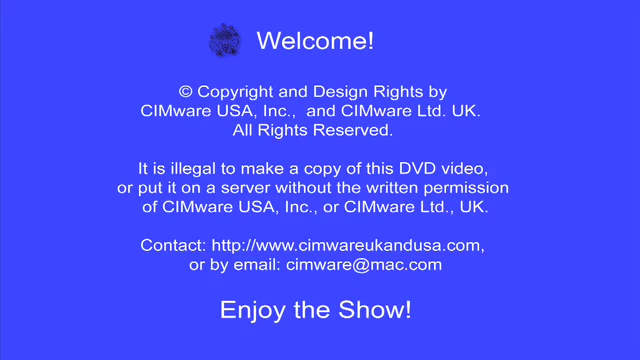 Welcome!
© Copyright and Design Rights by
CIMware USA, Inc.,  and CIMware Ltd. UK.
All Rights Reserved.
It is illegal to make a copy of this DVD video,
or put it on a server without the written permission
of CIMware USA, Inc., or CIMware Ltd., UK.
Contact: http://www.cimwareukandusa.com,
or by email: cimware@mac.com
Enjoy the Show!